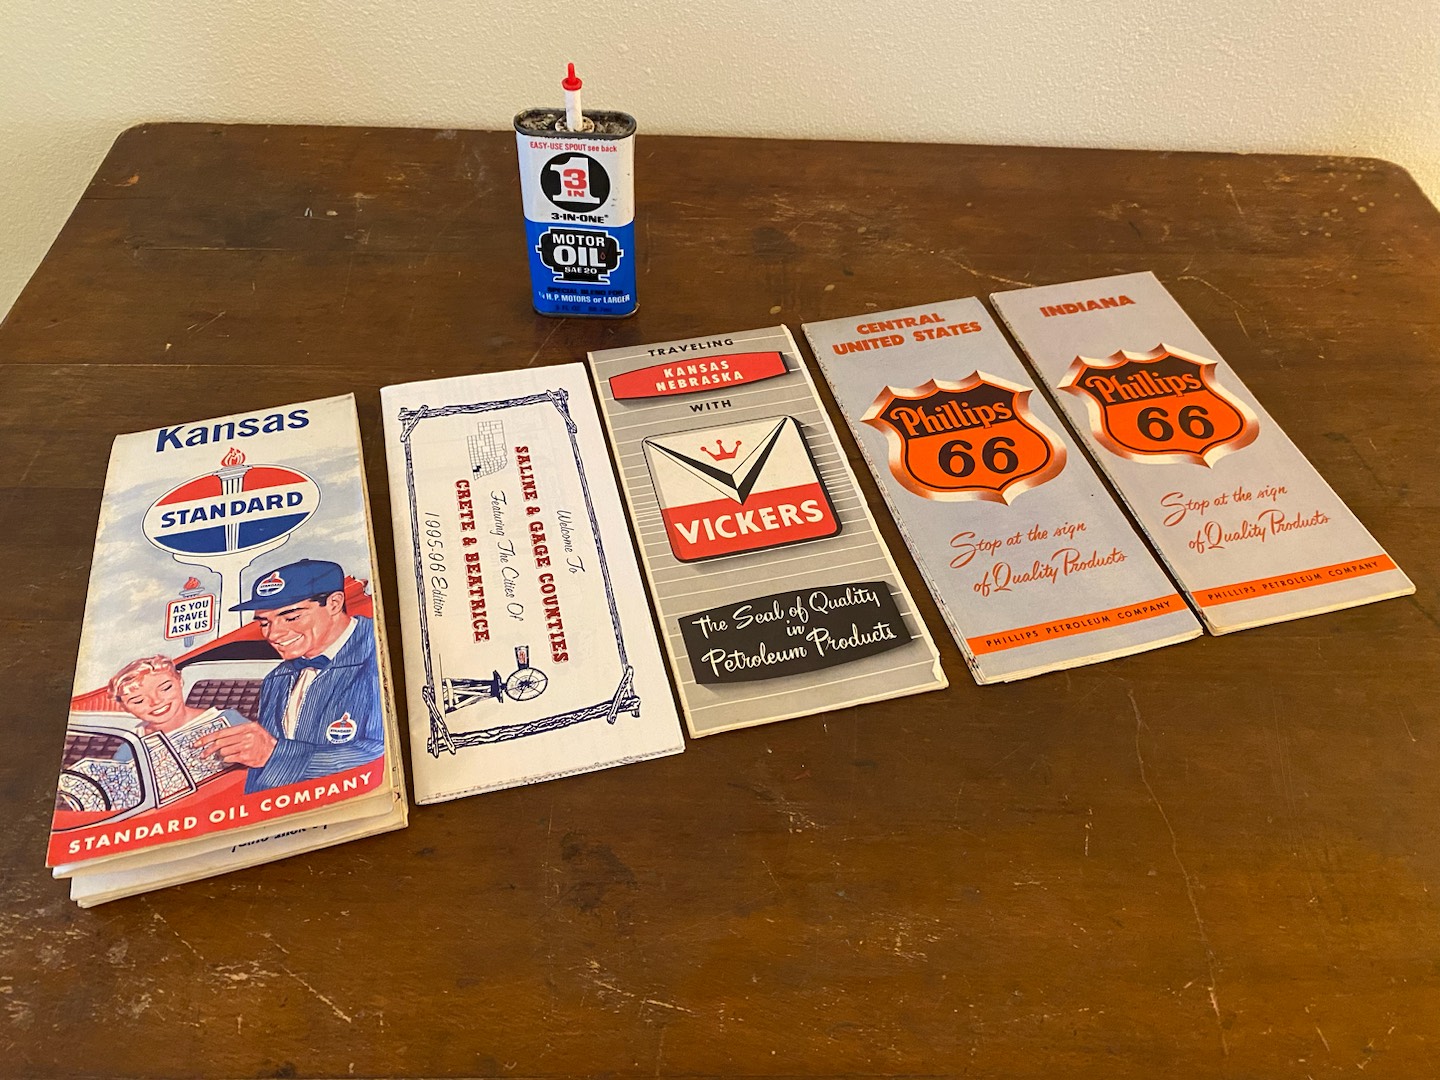 EASY-USE SPOUT see back
3
IN
1
3-IN-ONE®
MOTOR
OIL
SAE 20
SPECIAL BLEND FOR
H.P. MOTORS or LARGER
Kansas
STANDARD
AS YOU
TRAVEL
ASK US
STANDARD
STANDARD
STANDARD OIL COMPANY
Welcome To
SALINE & GAGE COUNTIES
Featuring The Cities Of
CRETE & BEATRICE
1995-96 Edition
TRAVELING
KANSAS
NEBRASKA
WITH
VICKERS
The Seal of Quality
in
Petroleum Products
CENTRAL
UNITED STATES
Phillips
66
Stop at the sign
of Quality Products
PHILLIPS PETROLEUM COMPANY
INDIANA
Phillips
66
Stop at the sign
of Quality Products
PHILLIPS PETROLEUM COMPANY